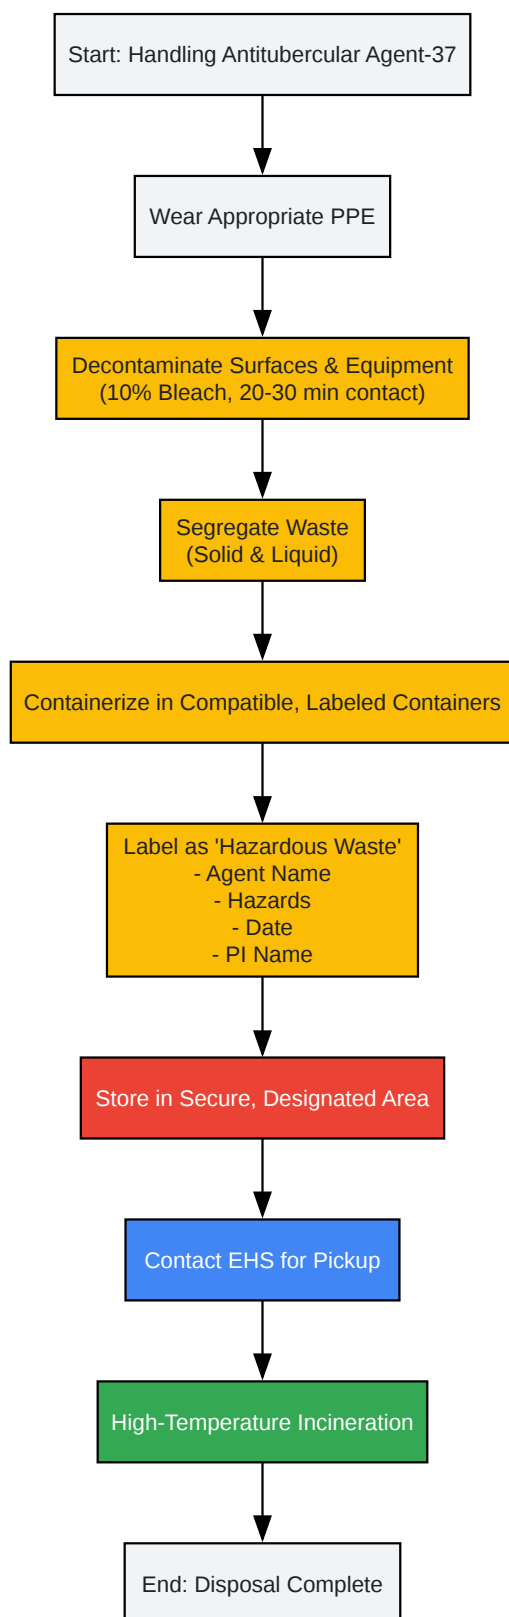 Start: Handling Antitubercular Agent-37
Wear Appropriate PPE
Decontaminate Surfaces & Equipment
(10% Bleach, 20-30 min contact)
Segregate Waste
(Solid & Liquid)
Containerize in Compatible, Labeled Containers
Label as 'Hazardous Waste'
- Agent Name
- Hazards
- Date
- PI Name
Store in Secure, Designated Area
Contact EHS for Pickup
High-Temperature Incineration
End: Disposal Complete